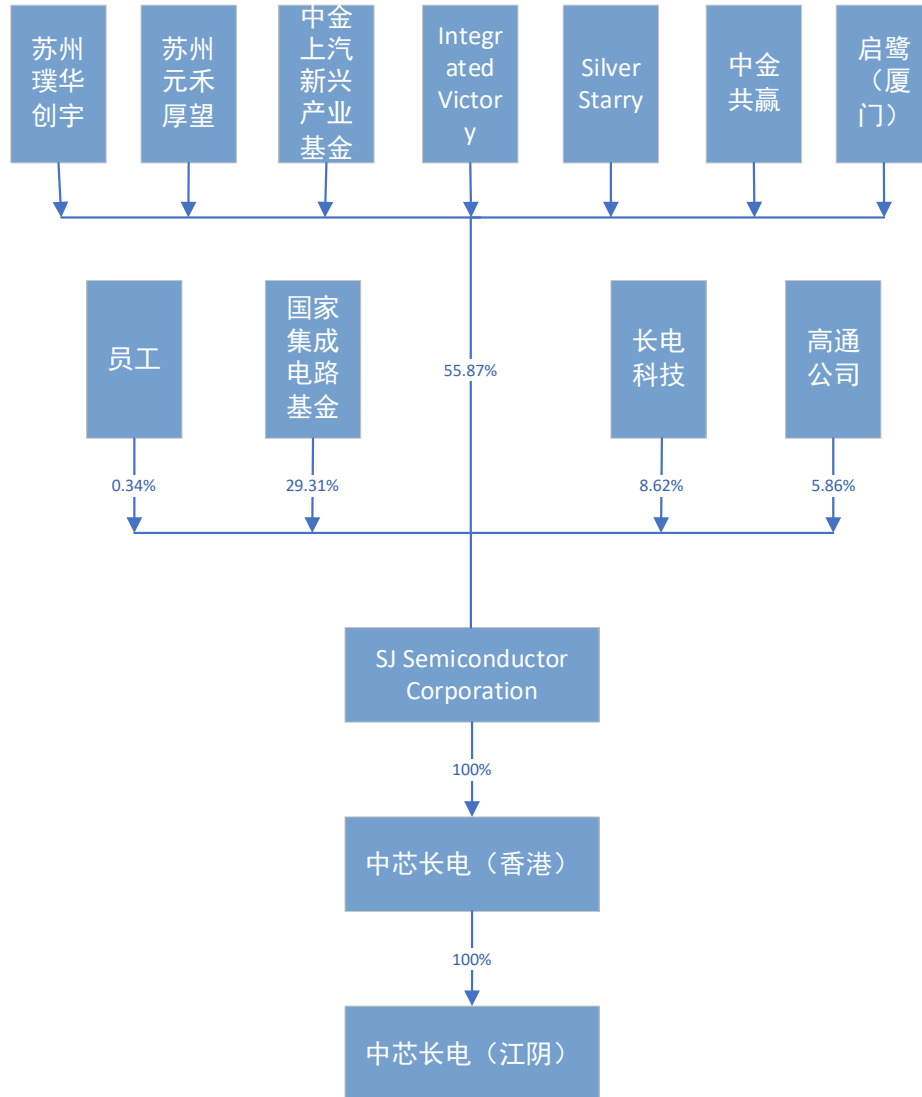 苏州
璞华
创宇
苏州
元禾
厚望
中金
上汽
新兴
产业
基金
Integr
ated
Victor
y
Silver
Starry
中金
共赢
启鹭
（厦
门）
员工
国家
集成
电路
基金
55.87%
长电
科技
高通
公司
0.34%
29.31%
8.62%
5.86%
SJ Semiconductor
Corporation
100%
中芯长电（香港）
100%
中芯长电（江阴）